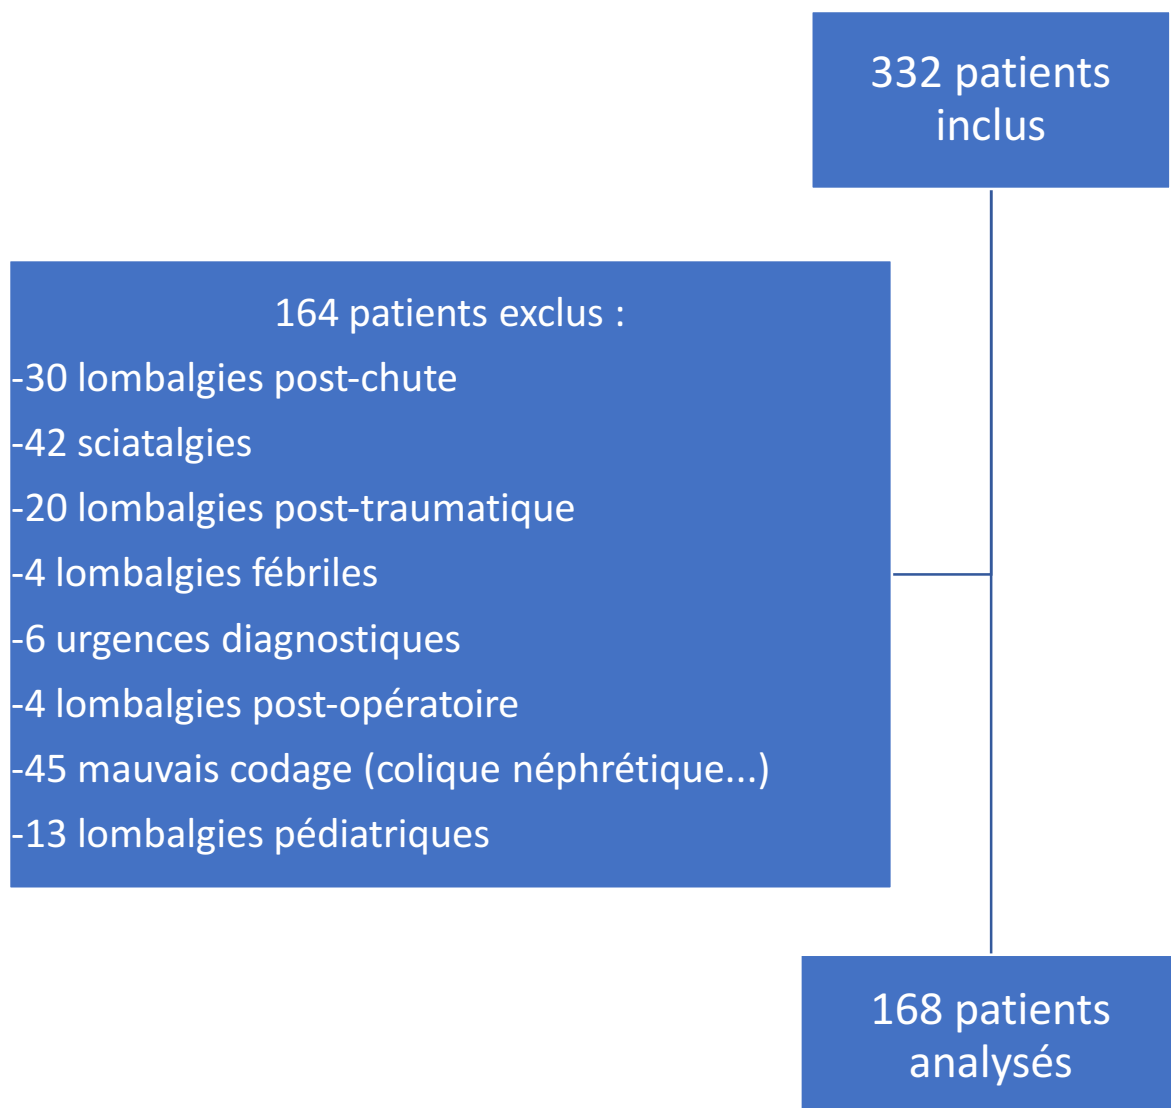 332 patients
inclus
164 patients exclus :
-30 lombalgies post-chute
-42 sciatalgies
-20 lombalgies post-traumatique
-4 lombalgies fébriles
-6 urgences diagnostiques
-4 lombalgies post-opératoire
-45 mauvais codage (colique néphrétique...)
-13 lombalgies pédiatriques
168 patients
analysés